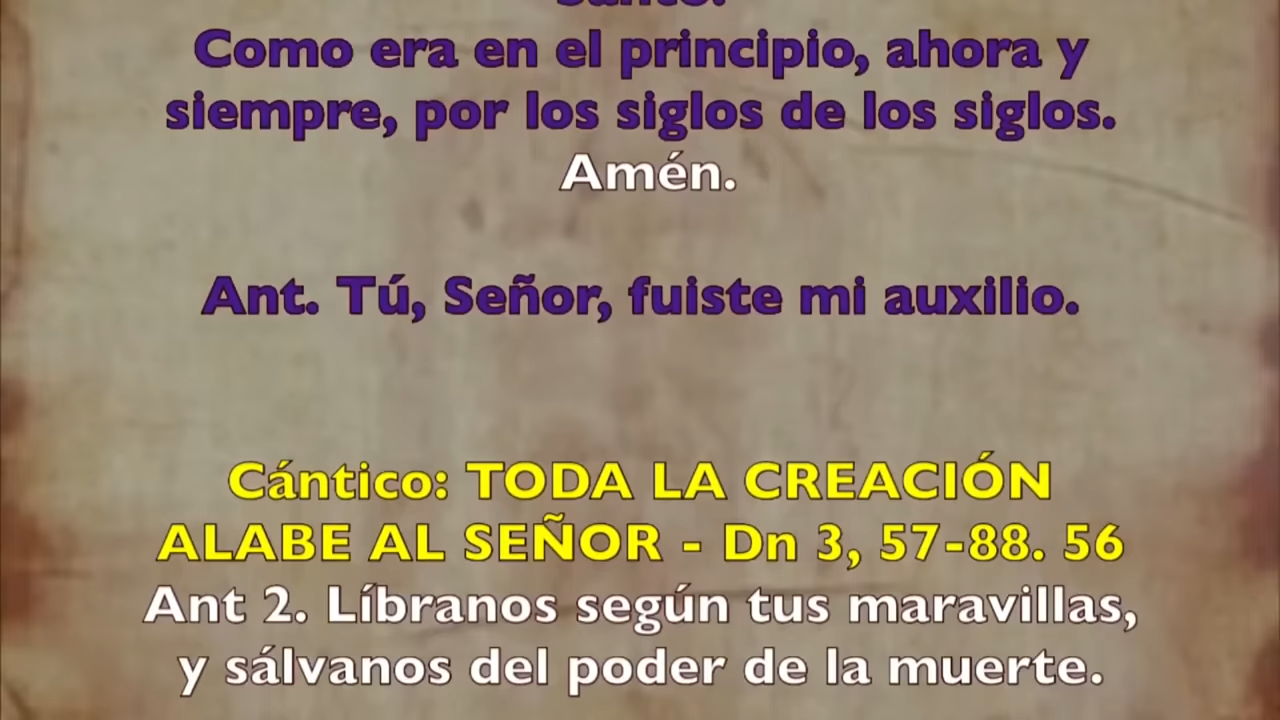 Como era en el principio, ahora y
siempre, por los siglos de los siglos.
Amén.
Ant. Tú, Señor, fuiste mi auxilio.
Cántico: TODA LA CREACIÓN
ALABE AL SEÑOR - Dn 3, 57-88. 56
Ant 2. Líbranos según tus maravillas,
y sálvanos del poder de la muerte.